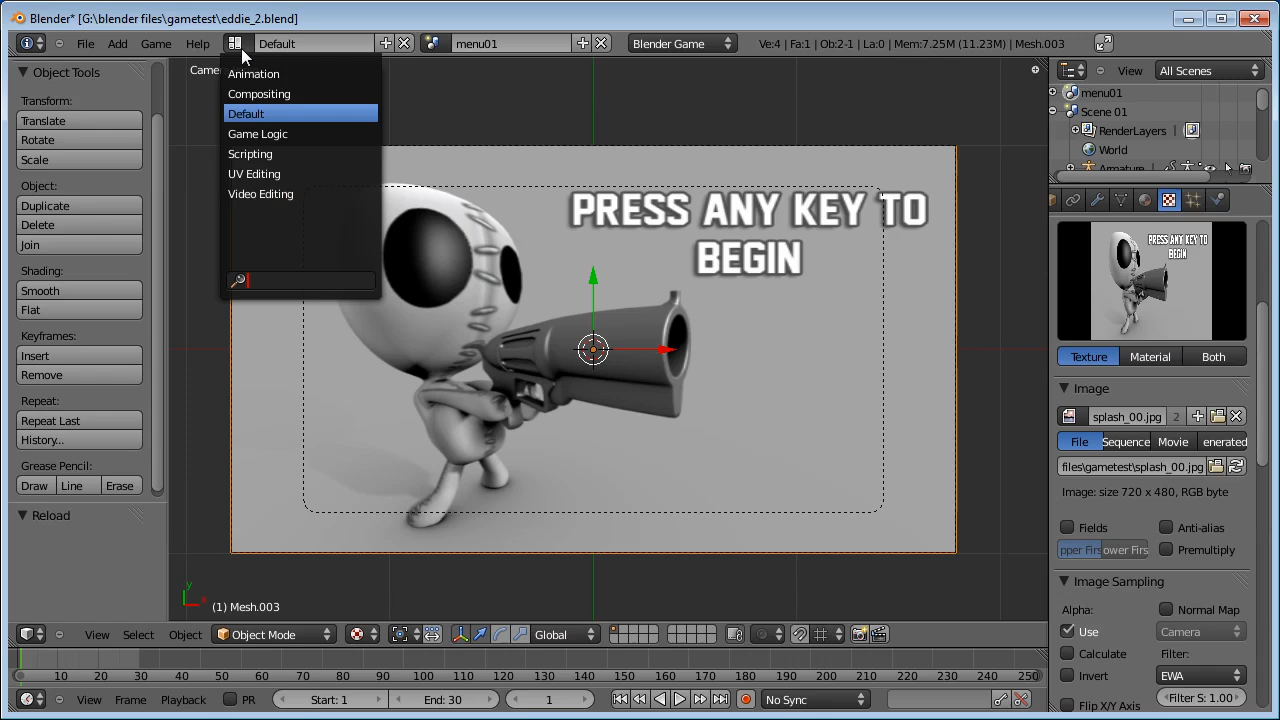 Blender* [G:\blender files\gametest\eddie_2.blend]
File Add Game Help Default menu01 Blender Game Ve:4 | Fa:1 | Ob:2-1 | La:0 | Mem:7.25M (11.23M) | Mesh.003
Object Tools
Transform:
Translate
Rotate
Scale
Object:
Duplicate
Delete
Join
Shading:
Smooth
Flat
Keyframes:
Insert
Remove
Repeat:
Repeat Last
History...
Grease Pencil:
Draw Line Erase
Reload
Animation
Compositing
Default
Game Logic
Scripting
UV Editing
Video Editing
PRESS ANY KEY TO
BEGIN
y
(1) Mesh.003
View Select Object Object Mode Global
10 20 30 40 50 60 70 80 90 100 110 120 130 140 150 160 170 180 190 200 210 220 230 240 250
View Frame Playback PR Start: 1 End: 30 1 No Sync
View All Scenes
menu01
Scene 01
RenderLayers
World
Armature
PRESS ANY KEY TO
BEGIN
Texture Material Both
Image
splash_00.jpg 2
File Sequence Movie enerated
files\gametest\splash_00.jpg
Image: size 720 x 480, RGB byte
Fields Anti-alias
pper Firs ower Firs Premultiply
Image Sampling
Alpha: Normal Map
Use Camera
Calculate Filter:
Invert EWA
Flip X/Y Axis Filter S: 1.00